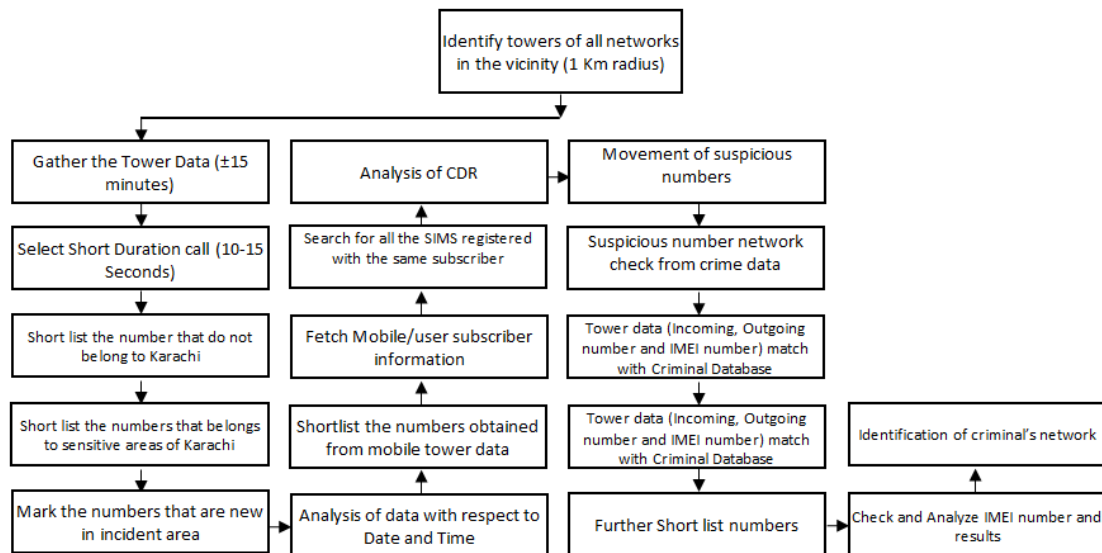 Identify towers of all networks
in the vicinity (1 Km radius)
Gather the Tower Data (±15
minutes)
Select Short Duration call (10-15
Seconds)
Short list the number that do not
belong to Karachi
Short list the numbers that belongs
to sensitive areas of Karachi
Mark the numbers that are new
in incident area
Analysis of data with respect to
Date and Time
Shortlist the numbers obtained
from mobile tower data
Fetch Mobile/user subscriber
information
Search for all the SIMS registered
with the same subscriber
Analysis of CDR
Movement of suspicious
numbers
Suspicious number network
check from crime data
Tower data (Incoming, Outgoing
number and IMEI number) match
with Criminal Database
Tower data (Incoming, Outgoing
number and IMEI number) match
with Criminal Database
Further Short list numbers
Check and Analyze IMEI number and
results
Identification of criminal's network